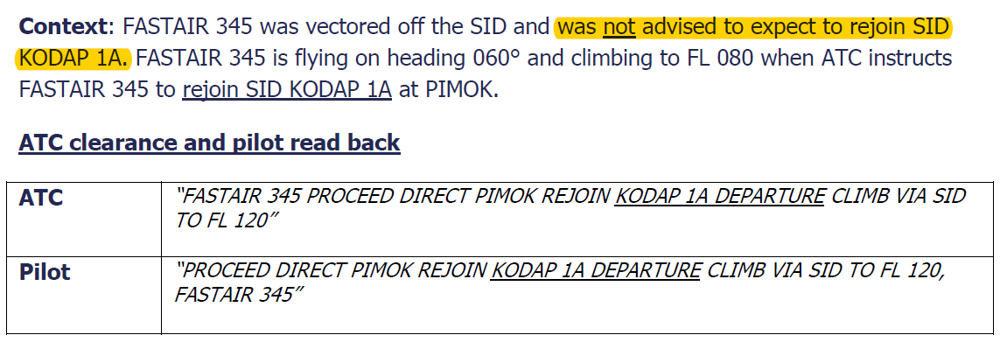 Context: FASTAIR 345 was vectored off the SID and was not advised to expect to rejoin SID
KODAP 1A. FASTAIR 345 is flying on heading 060° and climbing to FL 080 when ATC instructs
FASTAIR 345 to rejoin SID KODAP 1A at PIMOK.
ATC clearance and pilot read back
ATC
“FASTAIR 345 PROCEED DIRECT PIMOK REJOIN KODAP 1A DEPARTURE CLIMB VIA SID
TO FL 120”
Pilot
“PROCEED DIRECT PIMOK REJOIN KODAP 1A DEPARTURE CLIMB VIA SID TO FL 120,
FASTAIR 345”